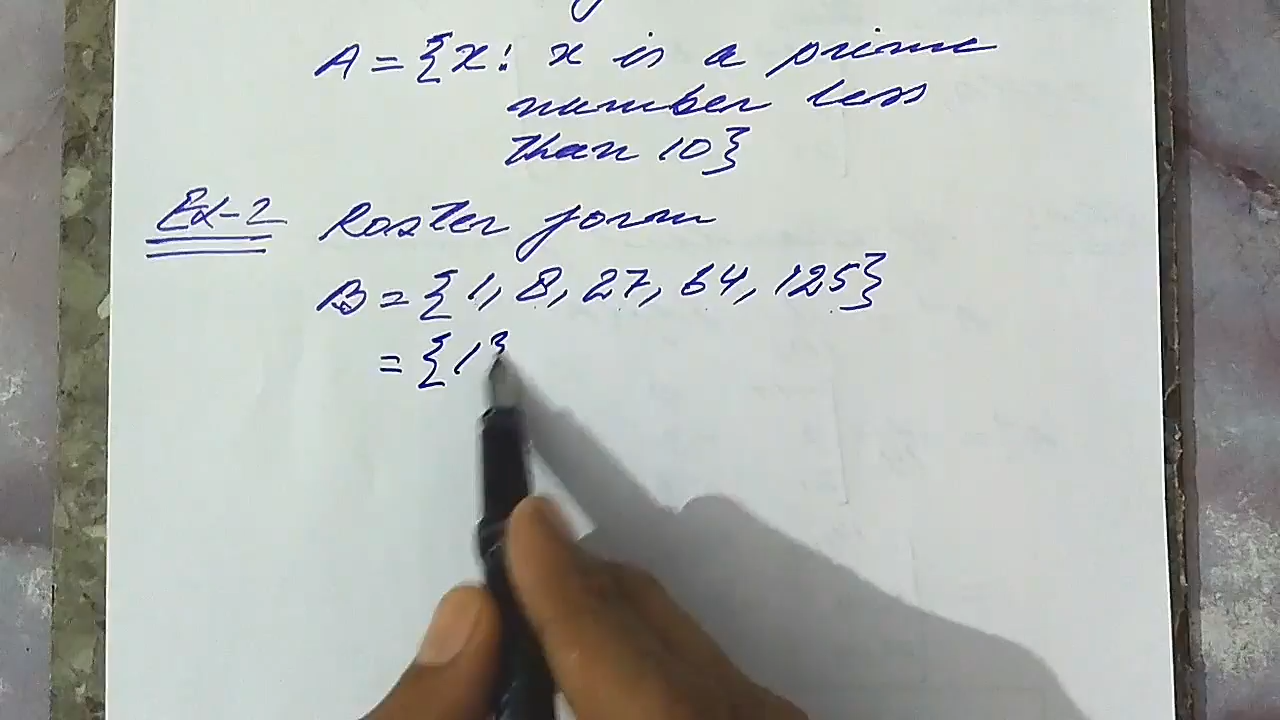 A = {x: x is a prime
number less
than 10}
Ex-2 Roster form
B = {1, 8, 27, 64, 125}
= {1³